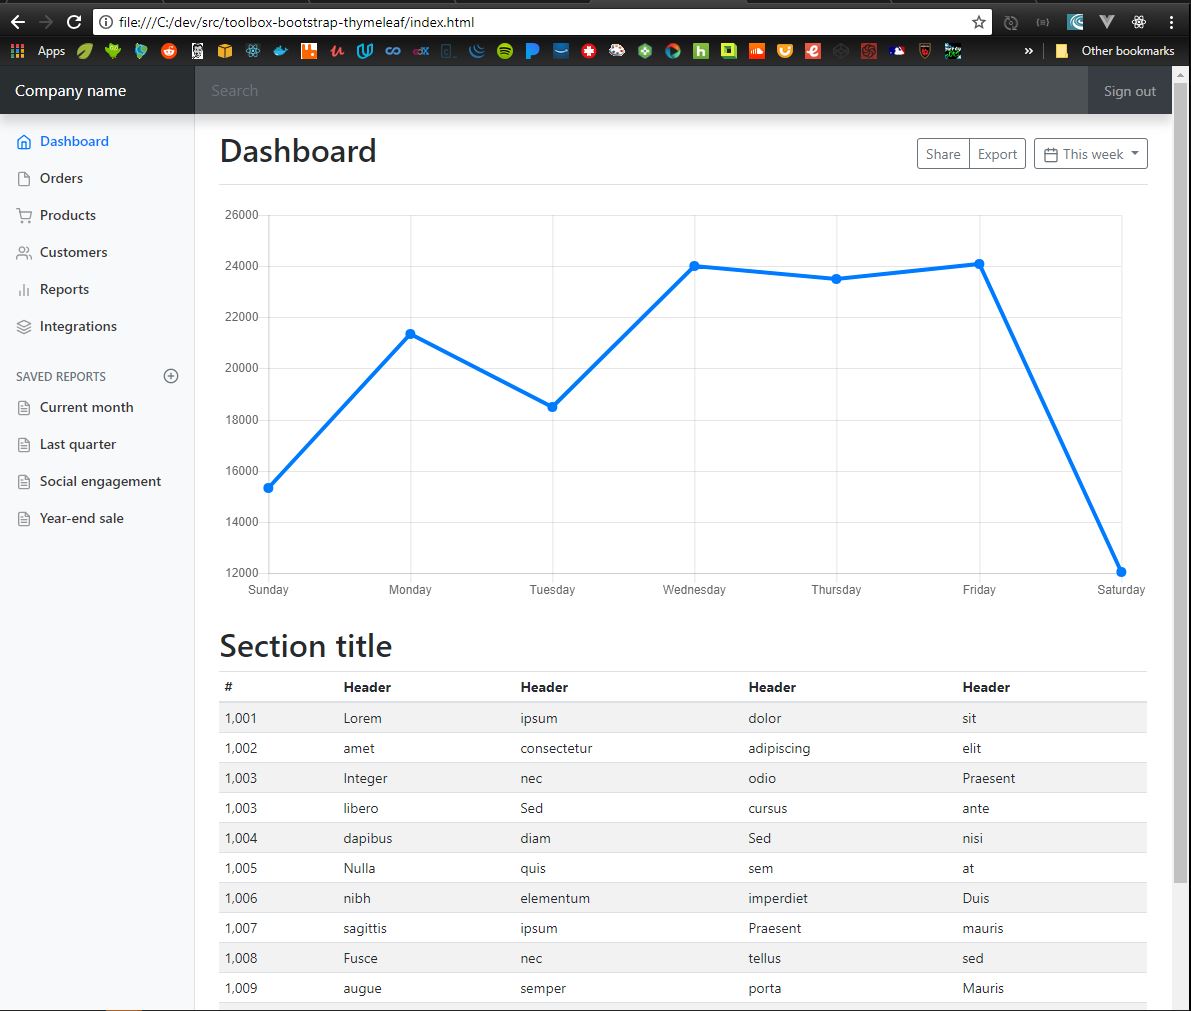 file:///C:/dev/src/toolbox-bootstrap-thymeleaf/index.html
Apps » Other bookmarks
Company name Search Sign out
Dashboard
Orders
Products
Customers
Reports
Integrations
SAVED REPORTS
Current month
Last quarter
Social engagement
Year-end sale
Dashboard Share Export This week
26000
24000
22000
20000
18000
16000
14000
12000
Sunday Monday Tuesday Wednesday Thursday Friday Saturday
Section title
# Header Header Header Header
1,001 Lorem ipsum dolor sit
1,002 amet consectetur adipiscing elit
1,003 Integer nec odio Praesent
1,003 libero Sed cursus ante
1,004 dapibus diam Sed nisi
1,005 Nulla quis sem at
1,006 nibh elementum imperdiet Duis
1,007 sagittis ipsum Praesent mauris
1,008 Fusce nec tellus sed
1,009 augue semper porta Mauris